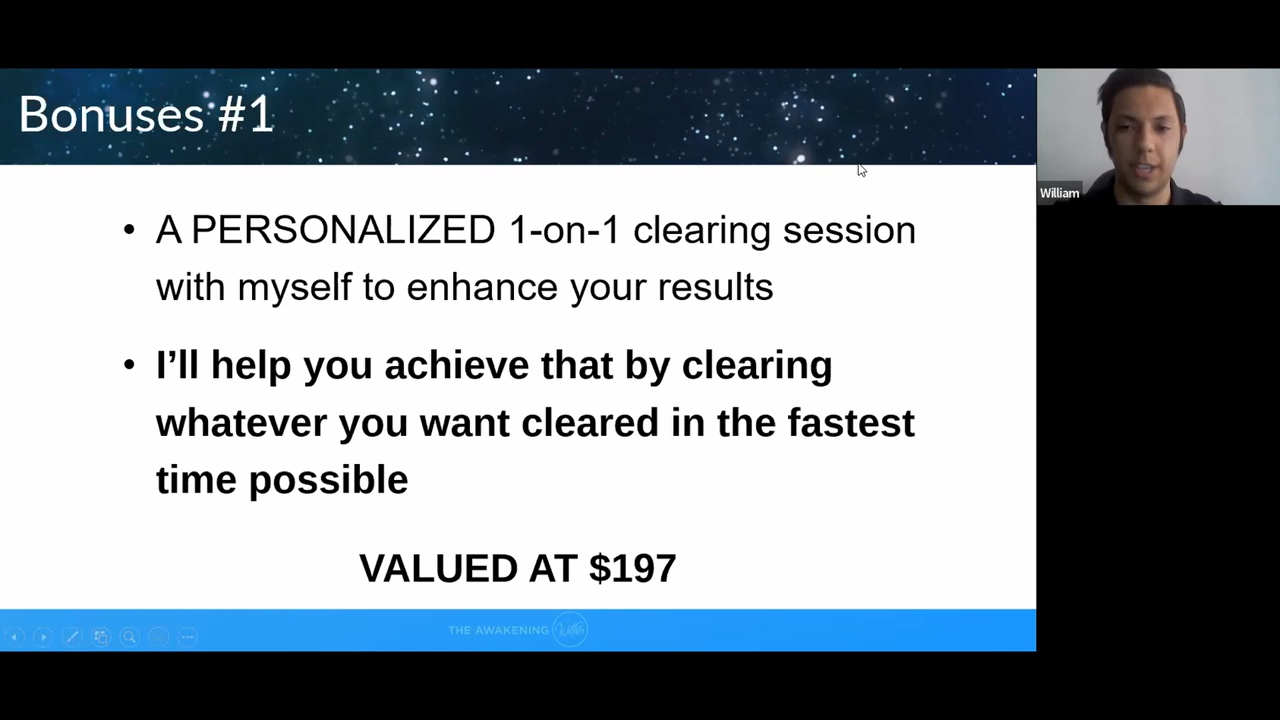 Bonuses #1
• A PERSONALIZED 1-on-1 clearing session
with myself to enhance your results
• I’ll help you achieve that by clearing
whatever you want cleared in the fastest
time possible
VALUED AT $197
THE AWAKENING
William